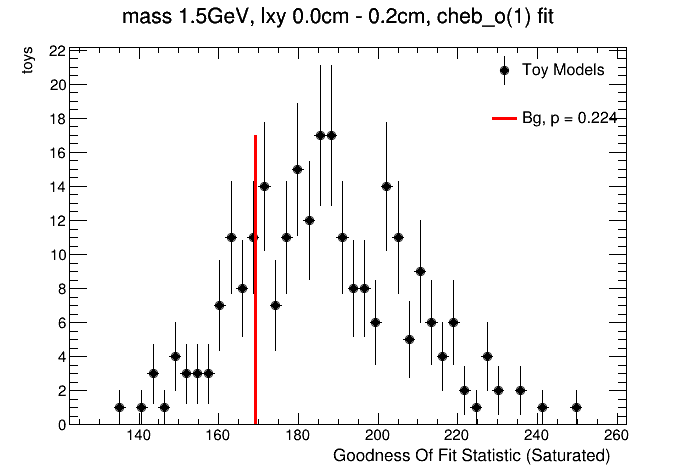 mass 1.5GeV, lxy 0.0cm - 0.2cm, cheb_o(1) fit
toys
22
20
18
16
14
12
10
8
6
4
2
0
Toy Models
Bg, p = 0.224
140 160 180 200 220 240 260
Goodness Of Fit Statistic (Saturated)